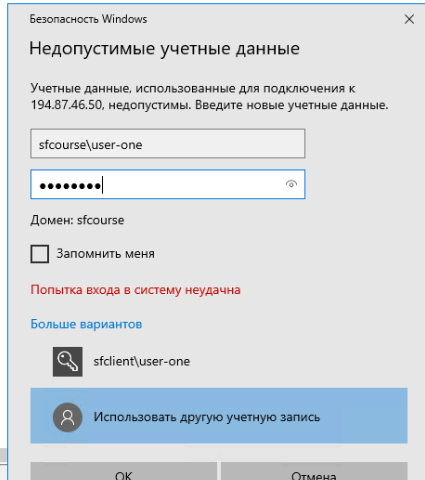 Безопасность Windows
Недопустимые учетные данные
Учетные данные, использованные для подключения к
194.87.46.50, недопустимы. Введите новые учетные данные.
sfcourse\user-one
••••••••
Домен: sfcourse
Запомнить меня
Попытка входа в систему неудачна
Больше вариантов
sfclient\user-one
Использовать другую учетную запись
ОК Отмена